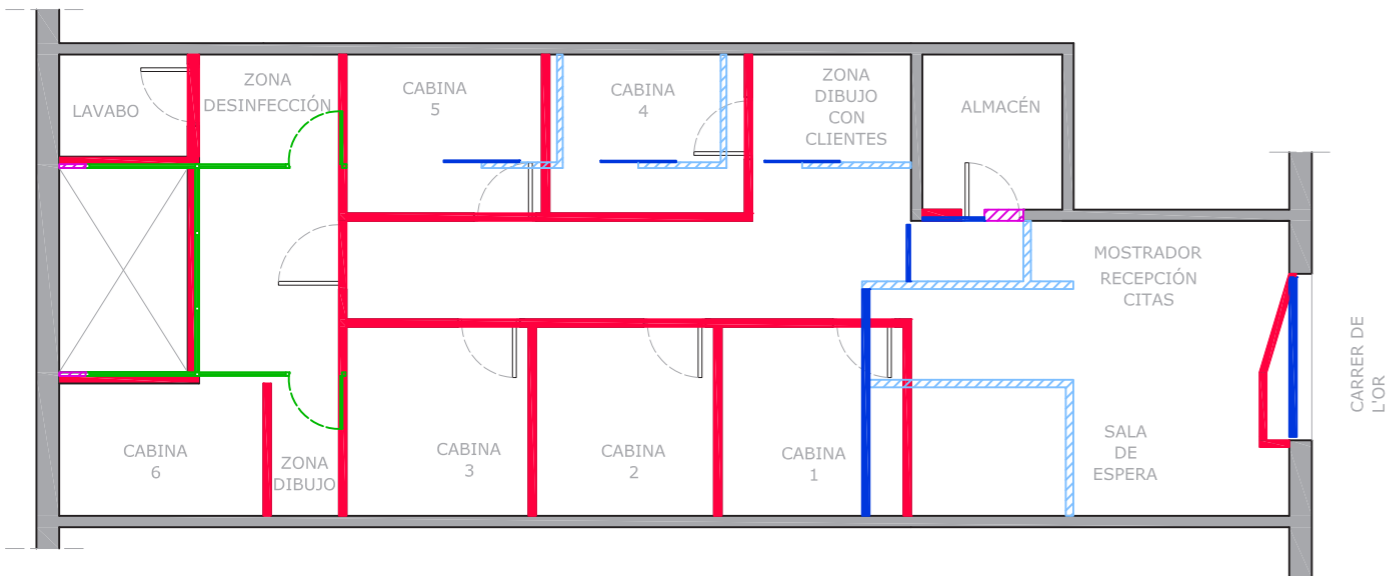 LAVABO
ZONA
DESINFECCIÓN
CABINA
5
CABINA
4
ZONA
DIBUJO
CON
CLIENTES
ALMACÉN
MOSTRADOR
RECEPCIÓN
CITAS
CARRER DE
L'OR
CABINA
6
ZONA
DIBUJO
CABINA
3
CABINA
2
CABINA
1
SALA
DE
ESPERA